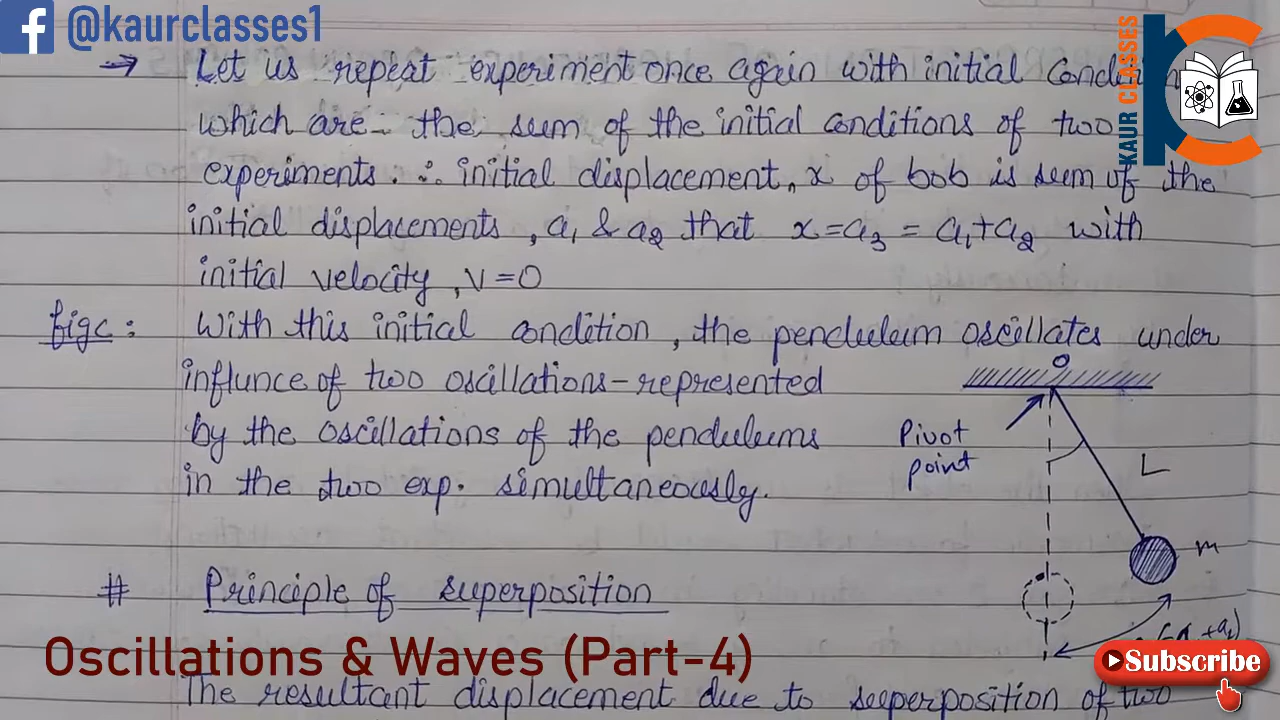 @kaurclasses1
KAUR CLASSES
→ Let us repeat experiment once again with initial
which are the sum of the initial conditions of two
experiments. ∴ initial displacement, x of bob is sum of the
initial displacements, a₁ & a₂ that x=a₃ = a₁+a₂ with
initial velocity, v=0
fig c: With this initial condition, the pendulum oscillates under
influnce of two oscillations-represented
by the oscillations of the pendulums
in the two exp. simultaneously.
O
Pivot
point
L
m
# Principle of superposition
Oscillations & Waves (Part-4)
Subscribe
The resultant displacement due to superposition of two